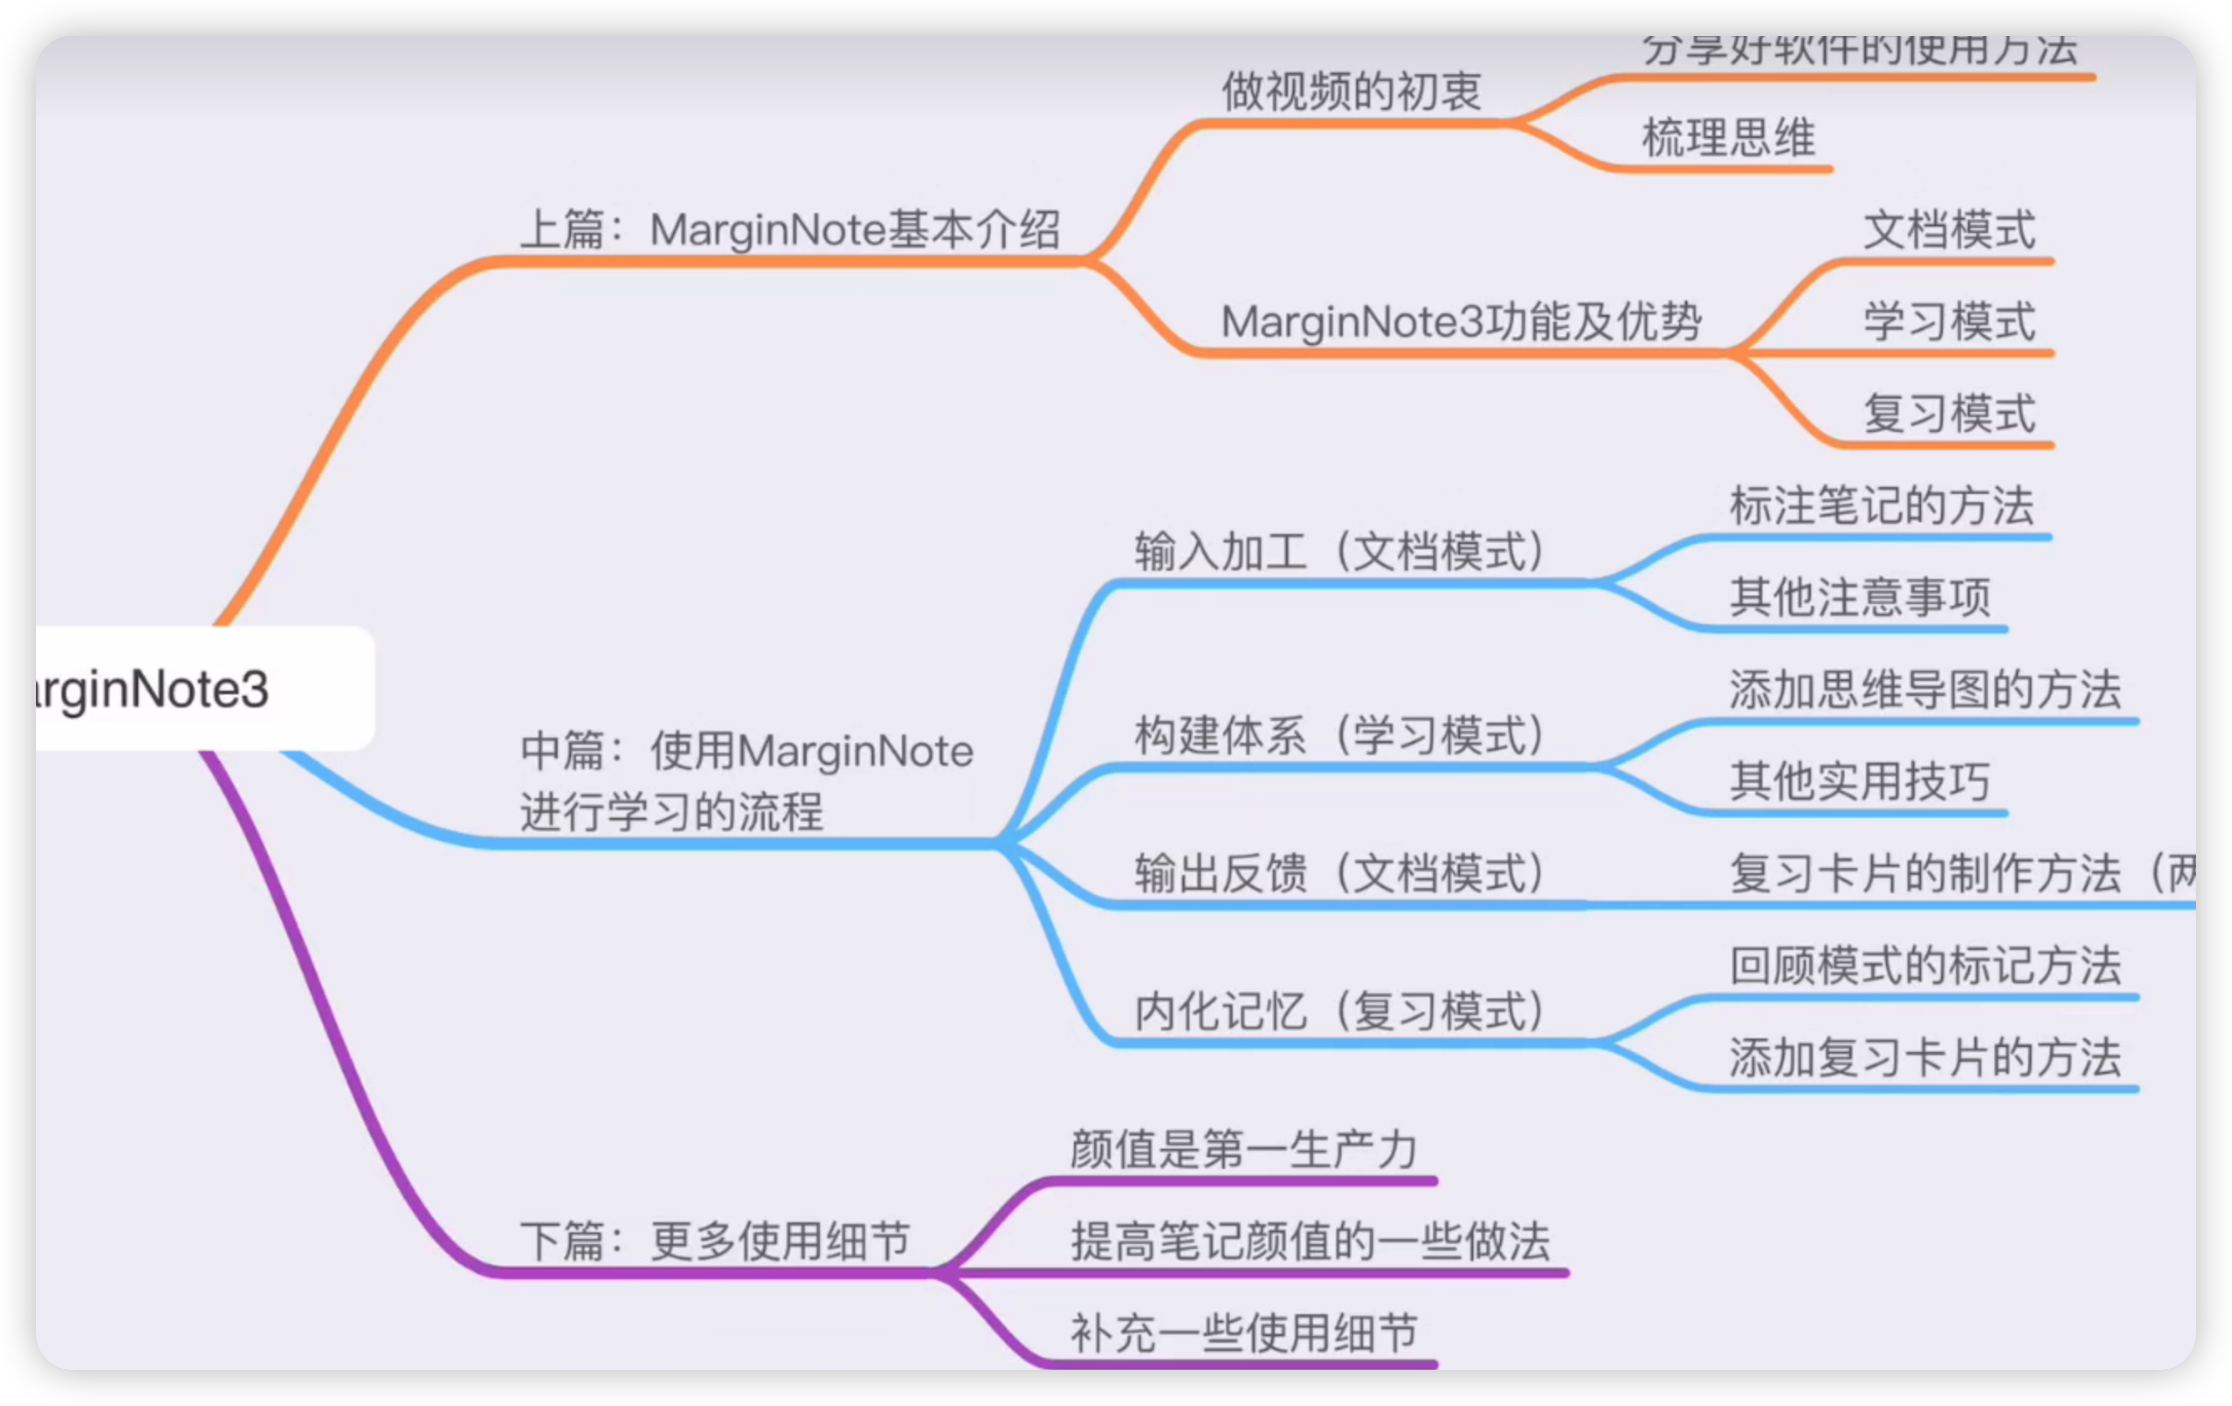 分享好软件的使用方法
做视频的初衷
梳理思维
上篇：MarginNote基本介绍
文档模式
MarginNote3功能及优势
学习模式
复习模式
标注笔记的方法
输入加工（文档模式）
其他注意事项
arginNote3
添加思维导图的方法
构建体系（学习模式）
其他实用技巧
中篇：使用MarginNote
进行学习的流程
输出反馈（文档模式）
复习卡片的制作方法（两
回顾模式的标记方法
内化记忆（复习模式）
添加复习卡片的方法
颜值是第一生产力
下篇：更多使用细节
提高笔记颜值的一些做法
补充一些使用细节